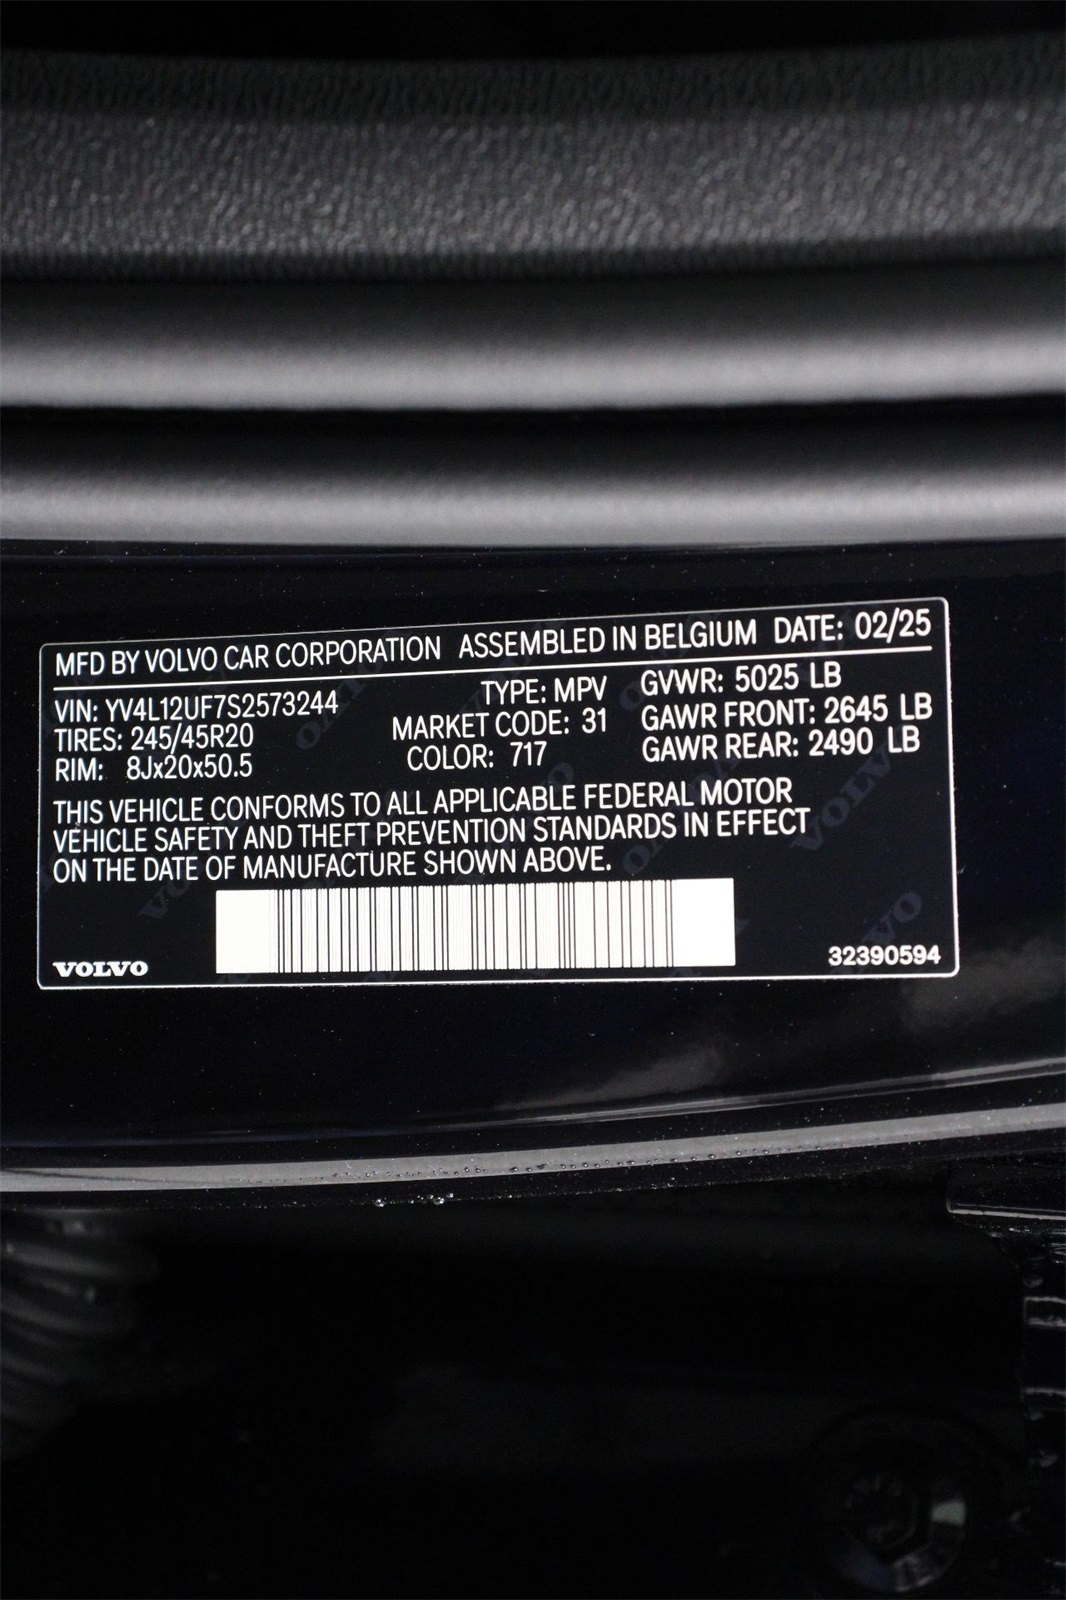 MFD BY VOLVO CAR CORPORATION ASSEMBLED IN BELGIUM DATE: 02/25
VIN: YV4L12UF7S2573244 TYPE: MPV GVWR: 5025 LB
TIRES: 245/45R20 MARKET CODE: 31 GAWR FRONT: 2645 LB
RIM: 8Jx20x50.5 COLOR: 717 GAWR REAR: 2490 LB
THIS VEHICLE CONFORMS TO ALL APPLICABLE FEDERAL MOTOR
VEHICLE SAFETY AND THEFT PREVENTION STANDARDS IN EFFECT
ON THE DATE OF MANUFACTURE SHOWN ABOVE.
VOLVO 32390594